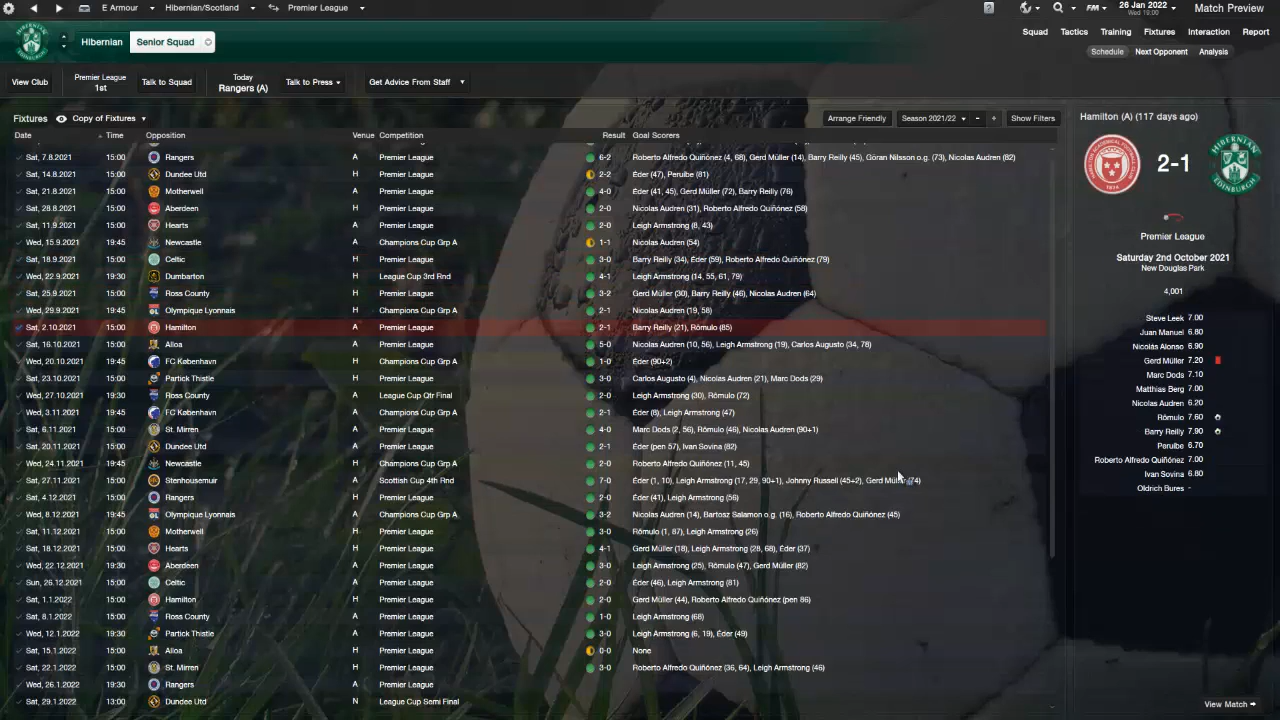 E Armour Hibernian/Scotland Premier League FM 26 Jan 2022 Wed 19:00 Match Preview
Squad Tactics Training Fixtures Interaction Report
Hibernian Senior Squad
Schedule Next Opponent Analysis
View Club Premier League 1st Talk to Squad Today Rangers (A) Talk to Press Get Advice From Staff
Fixtures Copy of Fixtures Arrange Friendly Season 2021/22 - + Show Filters
Date Time Opposition Venue Competition Result Goal Scorers
Sat, 7.8.2021 15:00 Rangers A Premier League 6-2 Roberto Alfredo Quiñónez (4, 68), Gerd Müller (14), Barry Reilly (45), Göran Nilsson o.g. (73), Nicolas Audren (82)
Sat, 14.8.2021 15:00 Dundee Utd H Premier League 2-2 Éder (47), Peruibe (81)
Sat, 21.8.2021 15:00 Motherwell A Premier League 4-0 Éder (41, 45), Gerd Müller (72), Barry Reilly (76)
Sat, 28.8.2021 15:00 Aberdeen H Premier League 2-0 Nicolas Audren (31), Roberto Alfredo Quiñónez (58)
Sat, 11.9.2021 15:00 Hearts A Premier League 2-0 Leigh Armstrong (8, 43)
Wed, 15.9.2021 19:45 Newcastle A Champions Cup Grp A 1-1 Nicolas Audren (54)
Sat, 18.9.2021 15:00 Celtic H Premier League 3-0 Barry Reilly (34), Éder (59), Roberto Alfredo Quiñónez (79)
Wed, 22.9.2021 19:30 Dumbarton H League Cup 3rd Rnd 4-1 Leigh Armstrong (14, 55, 61, 79)
Sat, 25.9.2021 15:00 Ross County H Premier League 3-2 Gerd Müller (30), Barry Reilly (46), Nicolas Audren (64)
Wed, 29.9.2021 19:45 Olympique Lyonnais H Champions Cup Grp A 2-1 Nicolas Audren (19, 58)
Sat, 2.10.2021 15:00 Hamilton A Premier League 2-1 Barry Reilly (21), Rômulo (85)
Sat, 16.10.2021 15:00 Alloa A Premier League 5-0 Nicolas Audren (10, 56), Leigh Armstrong (19), Carlos Augusto (34, 78)
Wed, 20.10.2021 19:45 FC København H Champions Cup Grp A 1-0 Éder (90+2)
Sat, 23.10.2021 15:00 Partick Thistle H Premier League 3-0 Carlos Augusto (4), Nicolas Audren (21), Marc Dods (29)
Wed, 27.10.2021 19:30 Ross County A League Cup Qtr Final 2-0 Leigh Armstrong (30), Rômulo (72)
Wed, 3.11.2021 19:45 FC København A Champions Cup Grp A 2-1 Éder (8), Leigh Armstrong (47)
Sat, 6.11.2021 15:00 St. Mirren A Premier League 4-0 Marc Dods (2, 56), Rômulo (46), Nicolas Audren (90+1)
Sat, 20.11.2021 15:00 Dundee Utd A Premier League 2-1 Éder (pen 57), Ivan Sovina (82)
Wed, 24.11.2021 19:45 Newcastle H Champions Cup Grp A 2-0 Roberto Alfredo Quiñónez (11, 45)
Sat, 27.11.2021 15:00 Stenhousemuir A Scottish Cup 4th Rnd 7-0 Éder (1, 10), Leigh Armstrong (17, 29, 90+1), Johnny Russell (45+2), Gerd Müller (74)
Sat, 4.12.2021 15:00 Rangers H Premier League 2-0 Éder (41), Leigh Armstrong (56)
Wed, 8.12.2021 19:45 Olympique Lyonnais A Champions Cup Grp A 3-2 Nicolas Audren (14), Bartosz Salamon o.g. (16), Roberto Alfredo Quiñónez (45)
Sat, 11.12.2021 15:00 Motherwell H Premier League 3-0 Rômulo (1, 87), Leigh Armstrong (26)
Sat, 18.12.2021 15:00 Hearts H Premier League 4-1 Gerd Müller (18), Leigh Armstrong (28, 68), Éder (37)
Wed, 22.12.2021 19:30 Aberdeen A Premier League 3-0 Leigh Armstrong (25), Rômulo (47), Gerd Müller (82)
Sun, 26.12.2021 15:00 Celtic A Premier League 2-0 Éder (46), Leigh Armstrong (81)
Sat, 1.1.2022 15:00 Hamilton H Premier League 2-0 Gerd Müller (44), Roberto Alfredo Quiñónez (pen 86)
Sat, 8.1.2022 15:00 Ross County A Premier League 1-0 Leigh Armstrong (68)
Wed, 12.1.2022 19:30 Partick Thistle A Premier League 3-0 Leigh Armstrong (6, 19), Éder (49)
Sat, 15.1.2022 15:00 Alloa H Premier League 0-0 None
Sat, 22.1.2022 15:00 St. Mirren H Premier League 3-0 Roberto Alfredo Quiñónez (36, 64), Leigh Armstrong (46)
Wed, 26.1.2022 19:30 Rangers A Premier League
Sat, 29.1.2022 13:00 Dundee Utd N League Cup Semi Final
Hamilton (A) (117 days ago)
2-1
HIBERNIAN
EDINBURGH
Premier League
Saturday 2nd October 2021
New Douglas Park
4,001
Steve Leek 7.00
Juan Manuel 6.80
Nicolás Alonso 6.90
Gerd Müller 7.20
Marc Dods 7.10
Matthias Berg 7.00
Nicolas Audren 6.20
Rômulo 7.60
Barry Reilly 7.90
Peruibe 6.70
Roberto Alfredo Quiñónez 7.00
Ivan Sovina 6.80
Oldrich Bures -
View Match